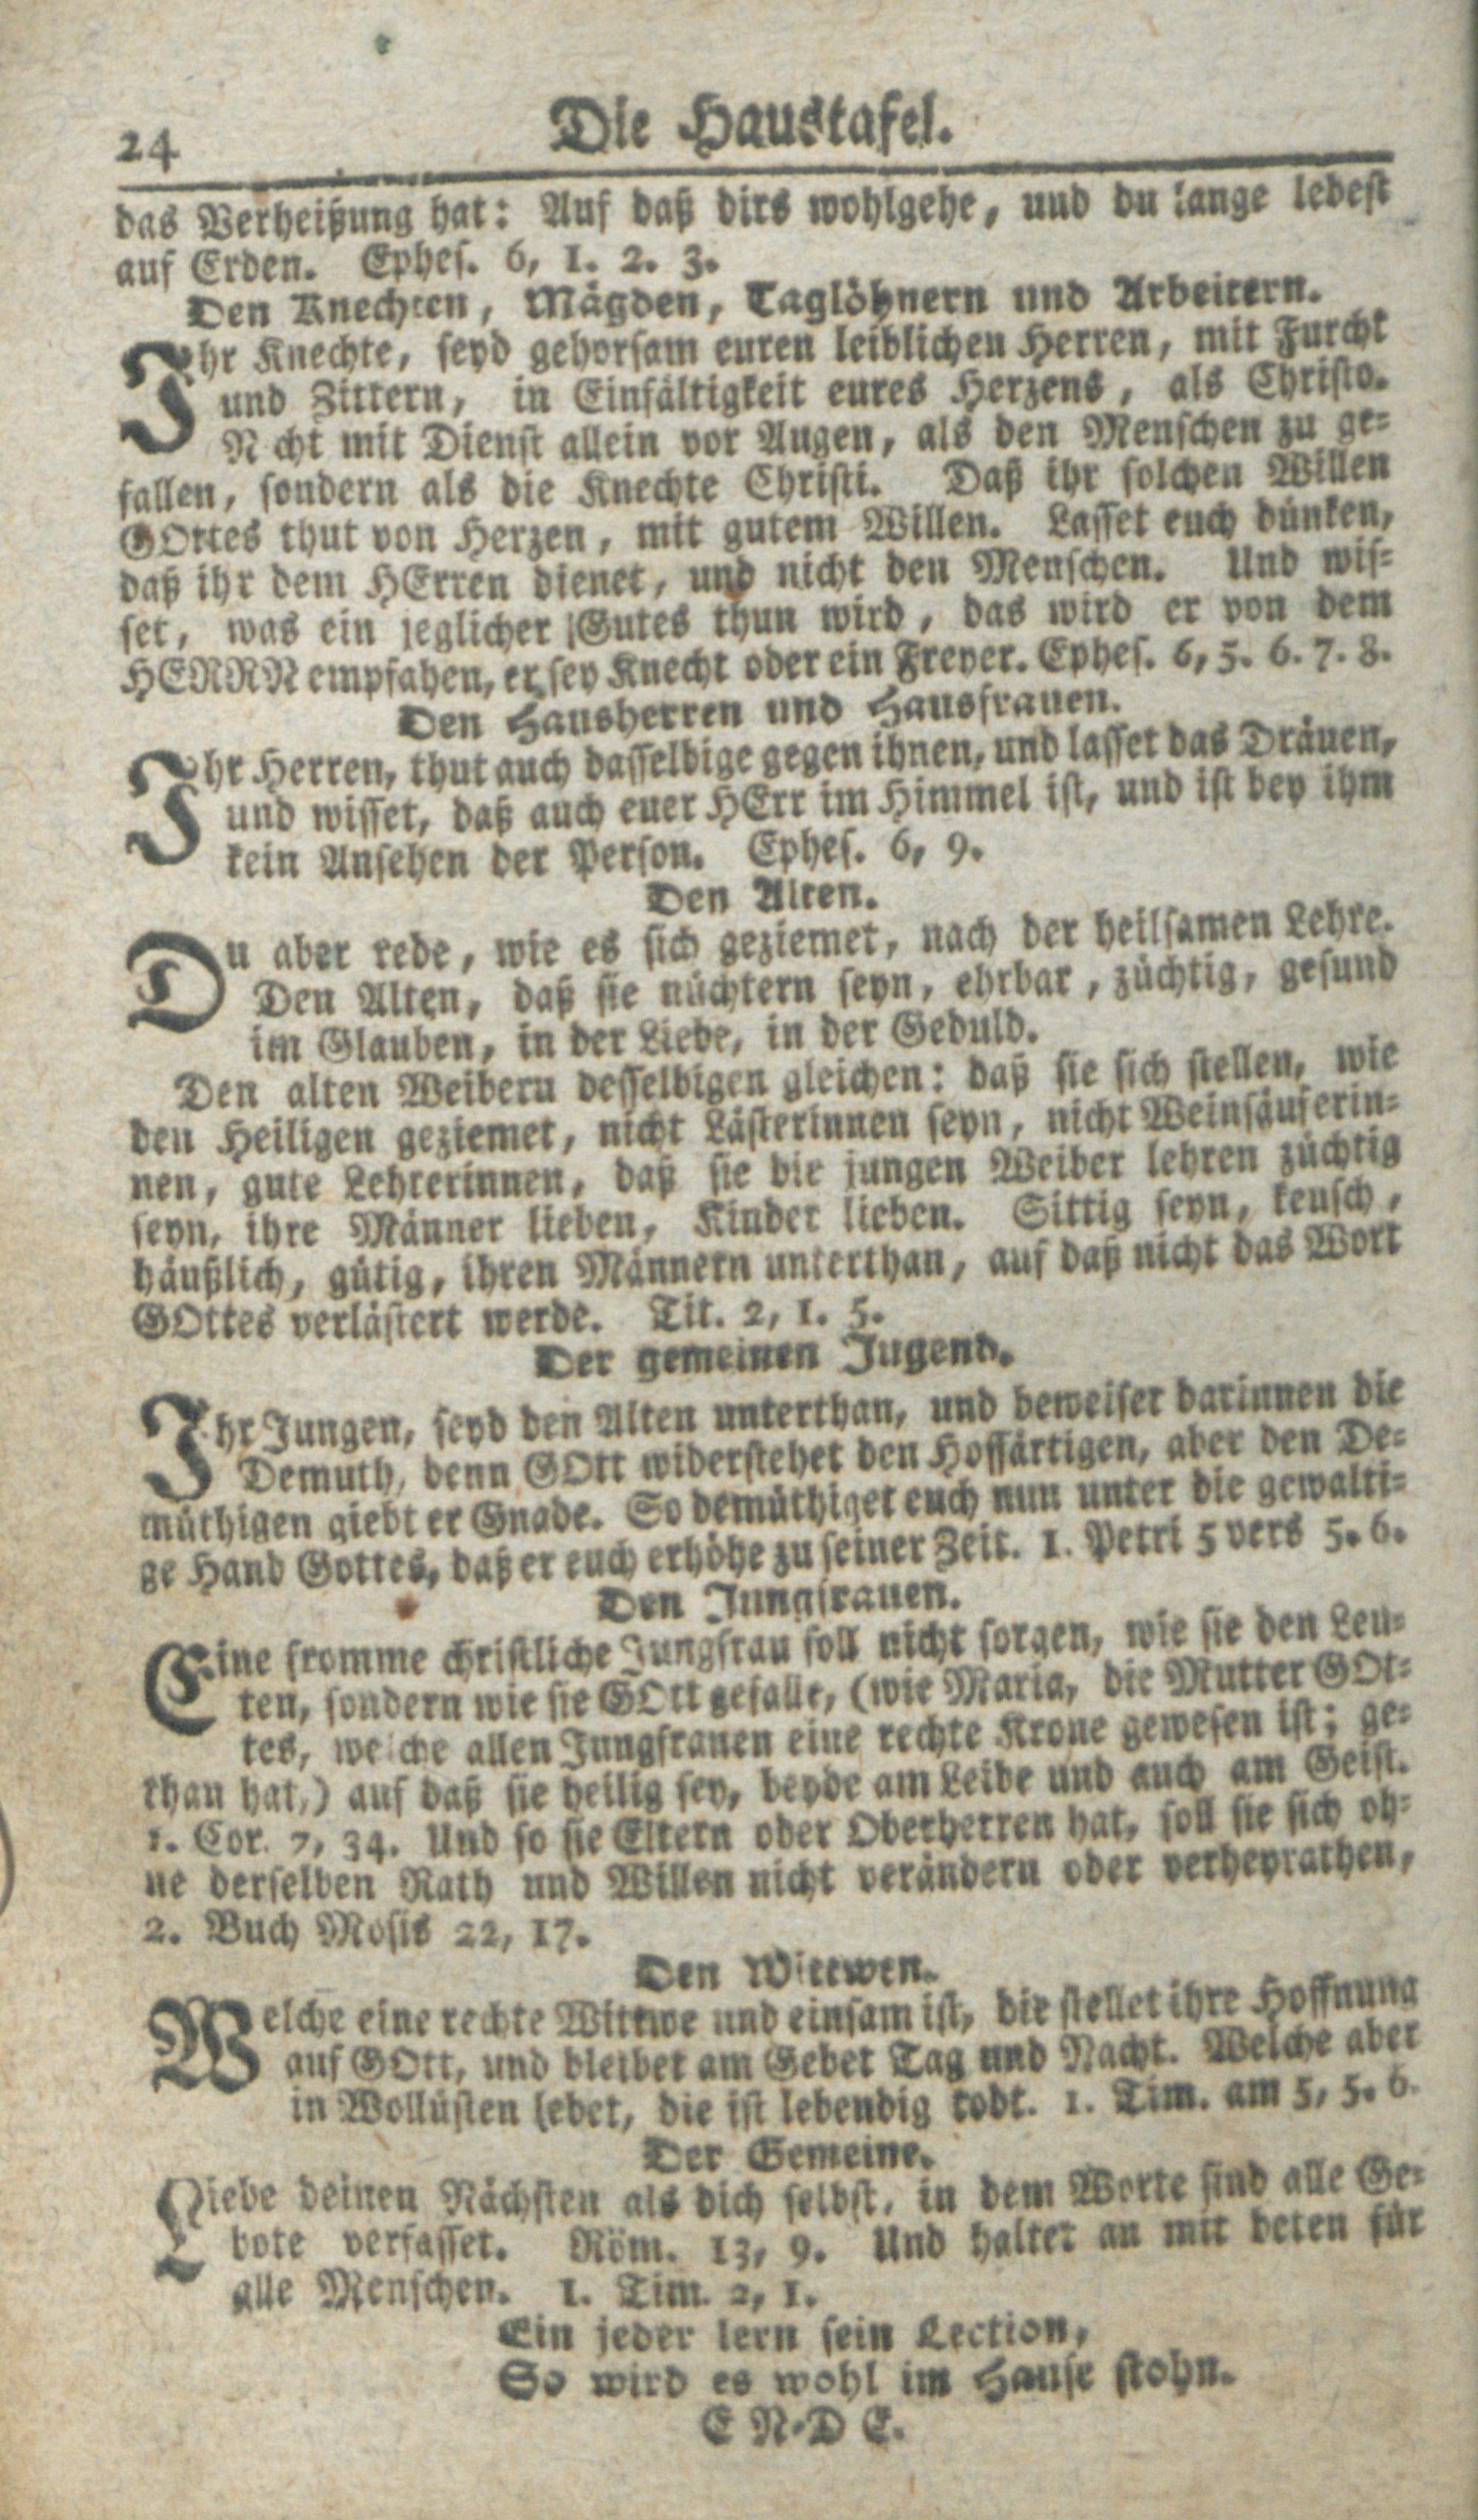 24
Die Haustafel.
das Verheißung hat: Auf daß dirs wohlgehe, und du lange lebest
auf Erden. Ephes. 6, 1. 2. 3.
Den Knechten, Mägden, Taglöhnern und Arbeitern.
Ihr Knechte, seyd gehorsam euren leiblichen Herren, mit Furcht
und Zittern, in Einfältigkeit eures Herzens, als Christo.
N cht mit Dienst allein vor Augen, als den Menschen zu ge=
fallen, sondern als die Knechte Christi. Daß ihr solchen Willen
GOttes thut von Herzen, mit gutem Willen. Lasset euch dünken,
daß ihr dem HErren dienet, und nicht den Menschen. Und wis=
set, was ein jeglicher Gutes thun wird, das wird er von dem
HERRN empfahen, er sey Knecht oder ein Freyer. Ephes. 6, 5. 6. 7. 8.
Den Hausherren und Hausfrauen.
Ihr Herren, thut auch dasselbige gegen ihnen, und lasset das Dräuen,
und wisset, daß auch euer HErr im Himmel ist, und ist bey ihm
kein Ansehen der Person. Ephes. 6, 9.
Den Alten.
Du aber rede, wie es sich geziemet, nach der heilsamen Lehre.
Den Alten, daß sie nüchtern seyn, ehrbar, züchtig, gesund
im Glauben, in der Liebe, in der Geduld.
Den alten Weibern desselbigen gleichen: daß sie sich stellen, wie
den Heiligen geziemet, nicht Lästerinnen seyn, nicht Weinsäuferin=
nen, gute Lehrerinnen, daß sie die jungen Weiber lehren züchtig
seyn, ihre Männer lieben, Kinder lieben. Sittig seyn, keusch,
häußlich, gütig, ihren Männern unterthan, auf daß nicht das Wort
GOttes verlästert werde. Tit. 2, 1. 5.
Der gemeinen Jugend.
Ihr Jungen, seyd den Alten unterthan, und beweiset darinnen die
Demuth, denn GOtt widerstehet den Hoffärtigen, aber den De=
müthigen giebt er Gnade. So demüthiget euch nun unter die gewalti=
ge Hand Gottes, daß er euch erhöhe zu seiner Zeit. 1. Petri 5 vers 5. 6.
Den Jungfrauen.
Eine fromme christliche Jungfrau soll nicht sorgen, wie sie den Leu=
ten, sondern wie sie GOtt gefalle, (wie Maria, die Mutter GOt=
tes, welche allen Jungfrauen eine rechte Krone gewesen ist; ge=
than hat,) auf daß sie heilig sey, beyde am Leibe und auch am Geist.
1. Cor. 7, 34. Und so sie Eltern oder Oberherren hat, soll sie sich oh=
ne derselben Rath und Willen nicht verändern oder verheyrathen,
2. Buch Mosis 22, 17.
Den Wittwen.
Welche eine rechte Wittwe und einsam ist, die stellet ihre Hoffnung
auf GOtt, und bleibet am Gebet Tag und Nacht. Welche aber
in Wollüsten lebet, die ist lebendig todt. 1. Tim. am 5, 5. 6.
Der Gemeine.
Liebe deinen Nächsten als dich selbst, in dem Worte sind alle Ge=
bote verfasset. Röm. 13, 9. Und haltet an mit beten für
alle Menschen. 1. Tim. 2, 1.
Ein jeder lern sein Lection,
So wird es wohl im Hause stohn.
E N D E.